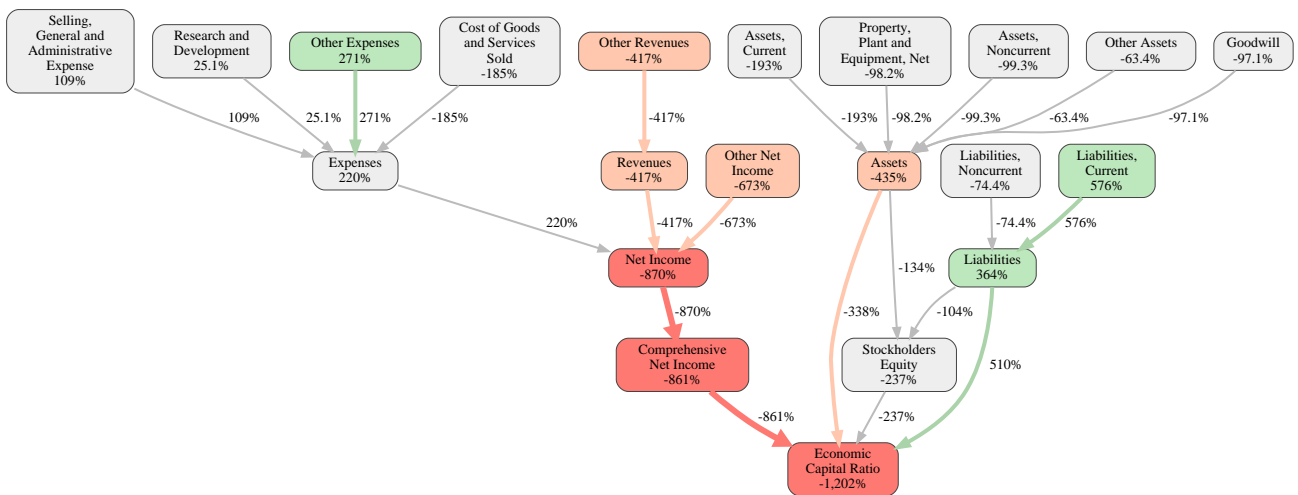 Selling,
General and
Administrative
Expense
109%
Research and
Development
25.1%
Other Expenses
271%
Cost of Goods
and Services
Sold
-185%
Other Revenues
-417%
Assets,
Current
-193%
Property,
Plant and
Equipment, Net
-98.2%
Assets,
Noncurrent
-99.3%
Other Assets
-63.4%
Goodwill
-97.1%
109%
25.1%
271%
-185%
-417%
-193%
-98.2%
-99.3%
-63.4%
-97.1%
Expenses
220%
Revenues
-417%
Other Net
Income
-673%
Assets
-435%
Liabilities,
Noncurrent
-74.4%
Liabilities,
Current
576%
220%
-417%
-673%
-74.4%
576%
Net Income
-870%
-134%
Liabilities
364%
-870%
-338%
-104%
Comprehensive
Net Income
-861%
Stockholders
Equity
-237%
510%
-861%
-237%
Economic
Capital Ratio
-1,202%